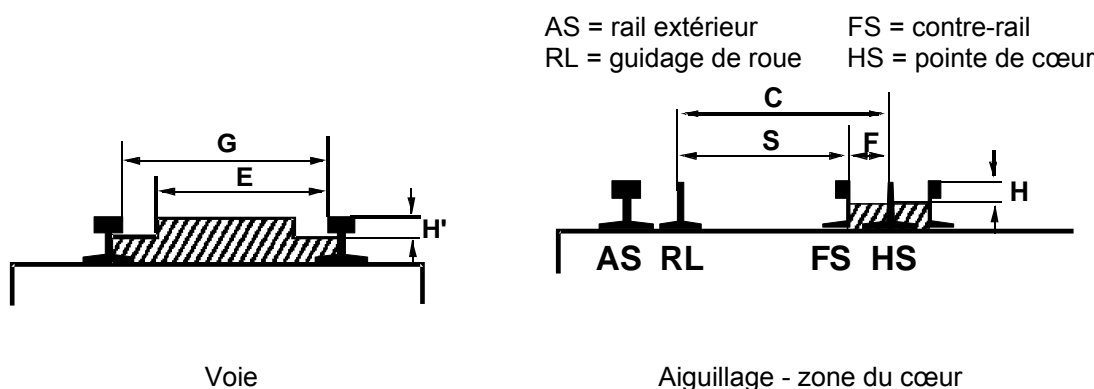 AS = rail extérieur FS = contre-rail
RL = guidage de roue HS = pointe de cœur
C
G
S F
E
H
H'
AS RL FS HS
Voie Aiguillage - zone du cœur